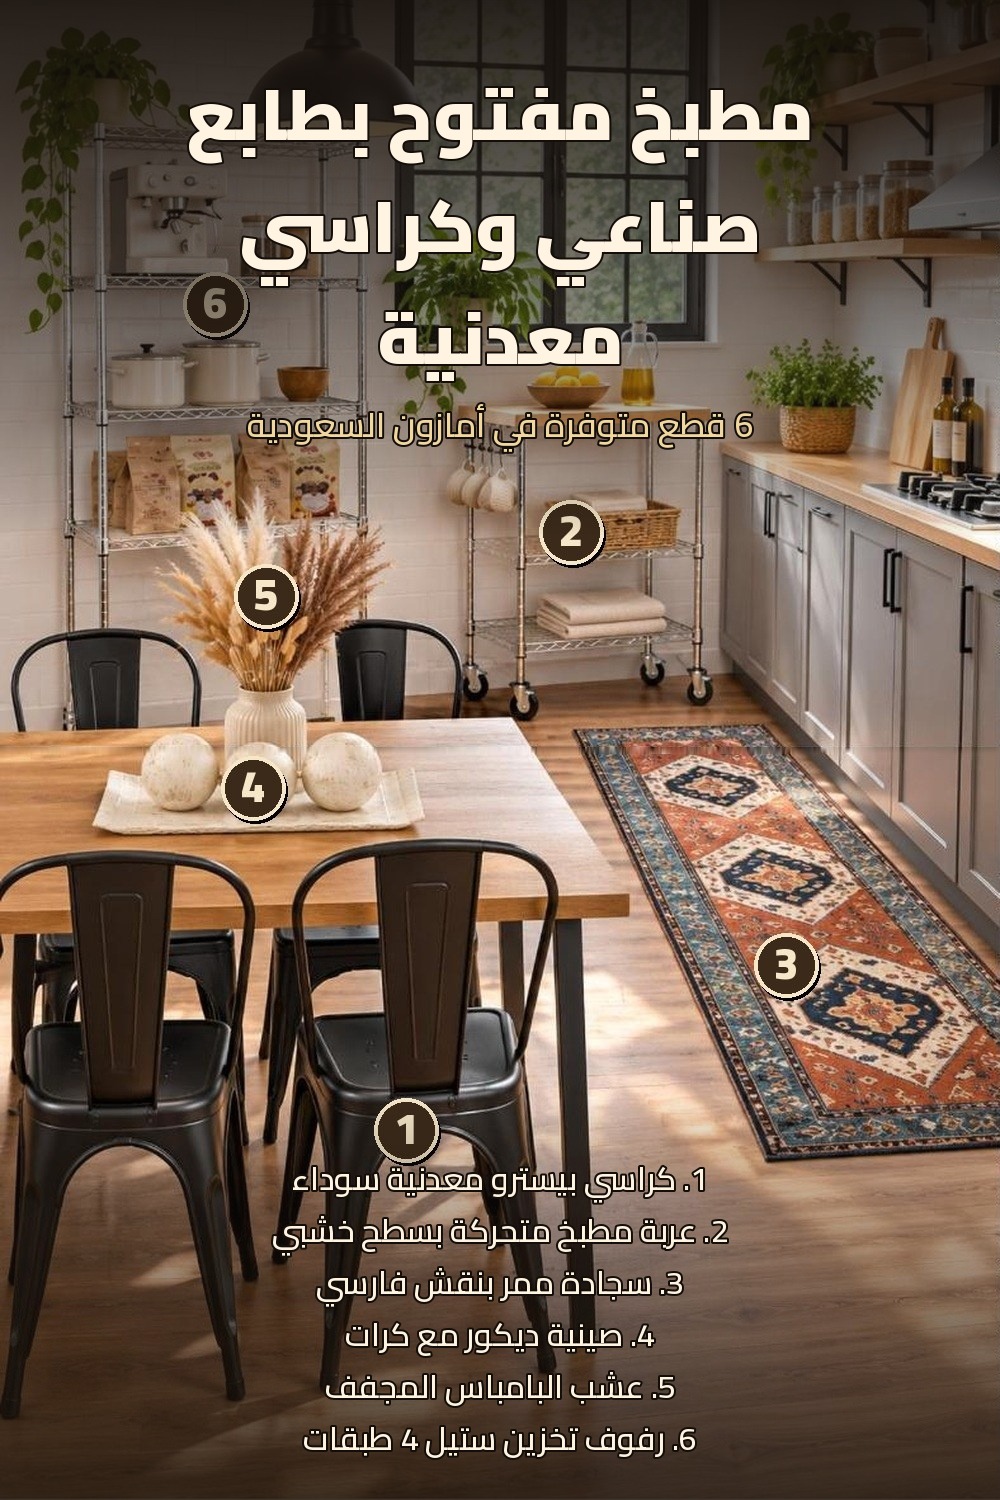 مطبخ مفتوح بطابع
صناعي وكراسي
معدنية
6 قطع متوفرة في أمازون السعودية
6
2
5
4
3
1
1. كراسي بيسترو معدنية سوداء
2. عربة مطبخ متحركة بسطح خشبي
3. سجادة ممر بنقش فارسي
4. صينية ديكور مع كرات
5. عشب البامباس المجفف
6. رفوف تخزين ستيل 4 طبقات